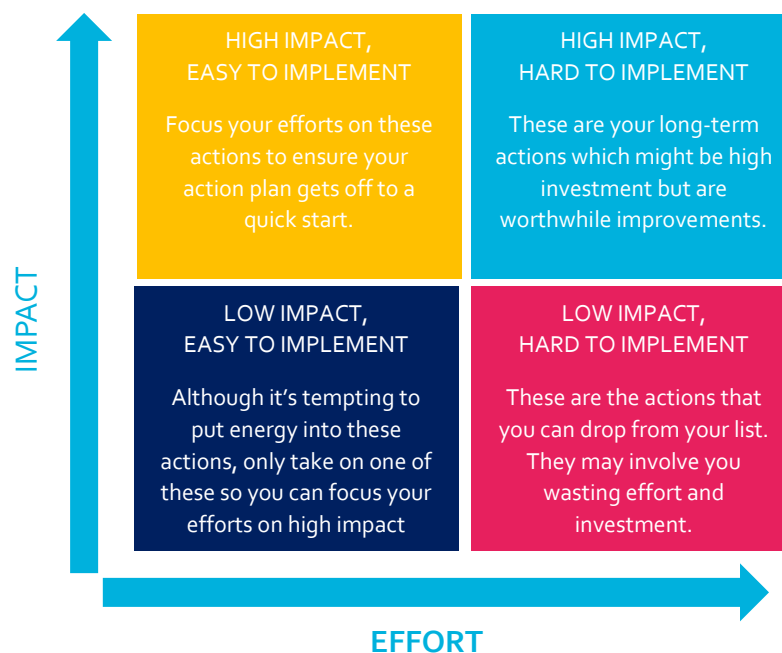 HIGH IMPACT,
EASY TO IMPLEMENT
Focus your efforts on these
actions to ensure your
action plan gets off to a
quick start.
HIGH IMPACT,
HARD TO IMPLEMENT
These are your long-term
actions which might be high
investment but are
worthwhile improvements.
IMPACT
LOW IMPACT,
EASY TO IMPLEMENT
Although it’s tempting to
put energy into these
actions, only take on one of
these so you can focus your
efforts on high impact
LOW IMPACT,
HARD TO IMPLEMENT
These are the actions that
you can drop from your list.
They may involve you
wasting effort and
investment.
EFFORT